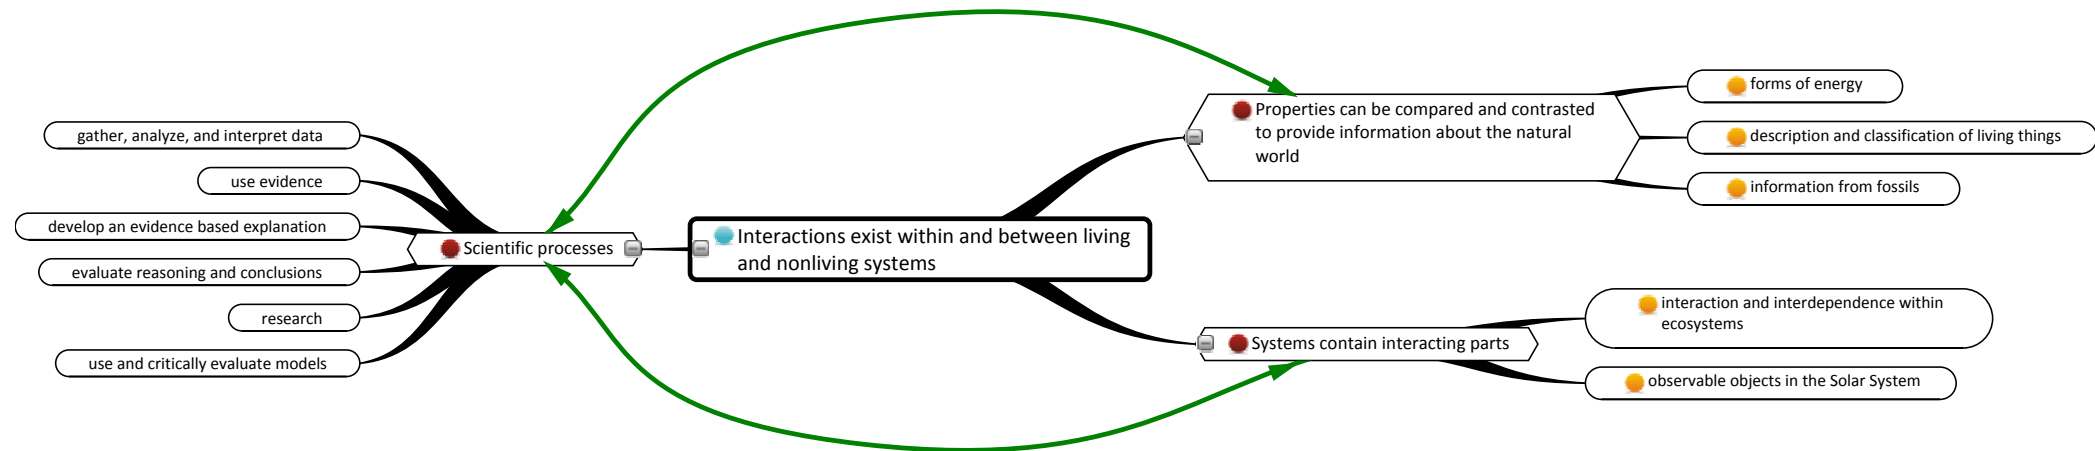 gather, analyze, and interpret data
use evidence
develop an evidence based explanation
evaluate reasoning and conclusions
research
use and critically evaluate models
Scientific processes
Interactions exist within and between living
and nonliving systems
Properties can be compared and contrasted
to provide information about the natural
world
forms of energy
description and classification of living things
information from fossils
Systems contain interacting parts
interaction and interdependence within
ecosystems
observable objects in the Solar System